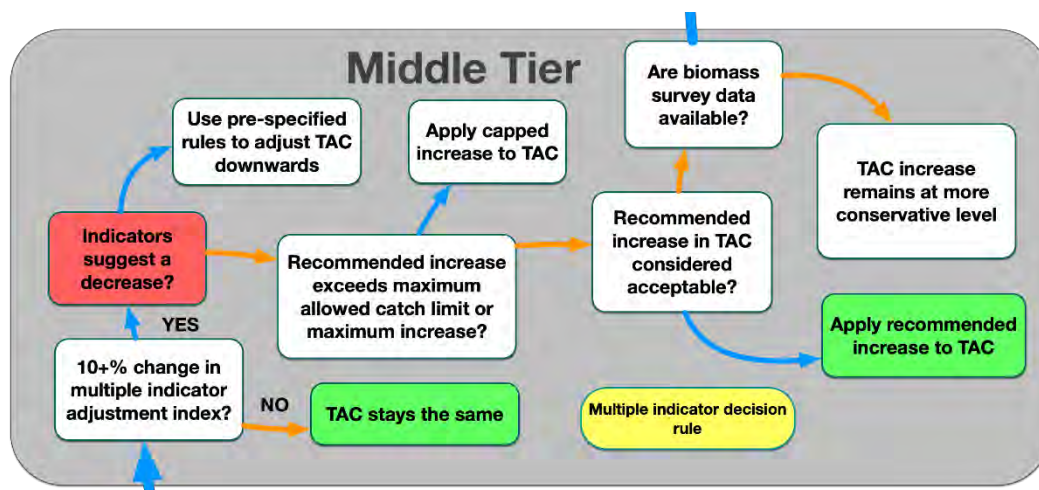 Middle Tier
Use pre-specified
rules to adjust TAC
downwards
Apply capped
increase to TAC
Are biomass
survey data
available?
TAC increase
remains at more
conservative level
Indicators
suggest a
decrease?
Recommended increase
exceeds maximum
allowed catch limit or
maximum increase?
Recommended
increase in TAC
considered
acceptable?
Apply recommended
increase to TAC
YES
10+% change in
multiple indicator
adjustment index?
NO
TAC stays the same
Multiple indicator decision
rule